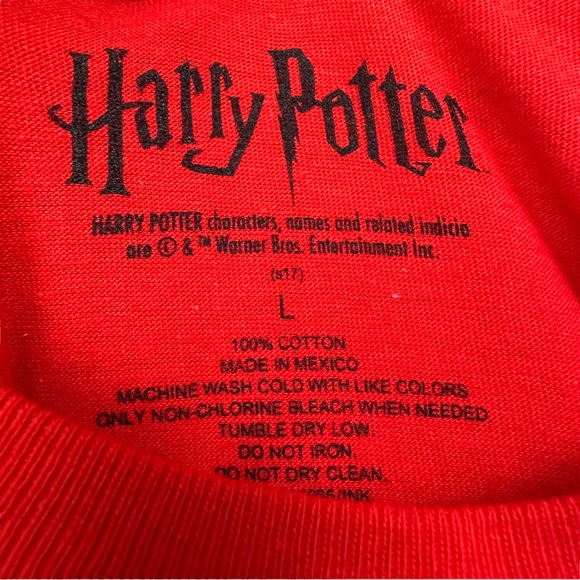 Harry Potter
HARRY POTTER characters, names and related indicia
are © & ™ Warner Bros. Entertainment Inc.
(s17)
L
100% COTTON
MADE IN MEXICO
MACHINE WASH COLD WITH LIKE COLORS
ONLY NON-CHLORINE BLEACH WHEN NEEDED.
TUMBLE DRY LOW.
DO NOT IRON.
DO NOT DRY CLEAN.